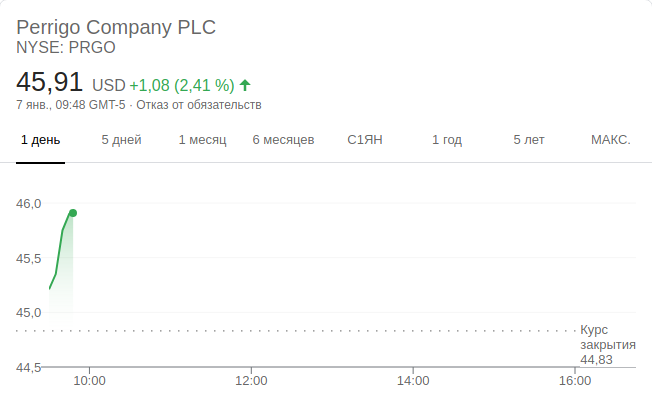 Perrigo Company PLC
NYSE: PRGO
45,91 USD +1,08 (2,41 %)
7 янв., 09:48 GMT-5 · Отказ от обязательств
1 день 5 дней 1 месяц 6 месяцев С1ЯН 1 год 5 лет МАКС.
46,0
45,5
45,0
Курс
закрытия
44,83
44,5
10:00 12:00 14:00 16:00